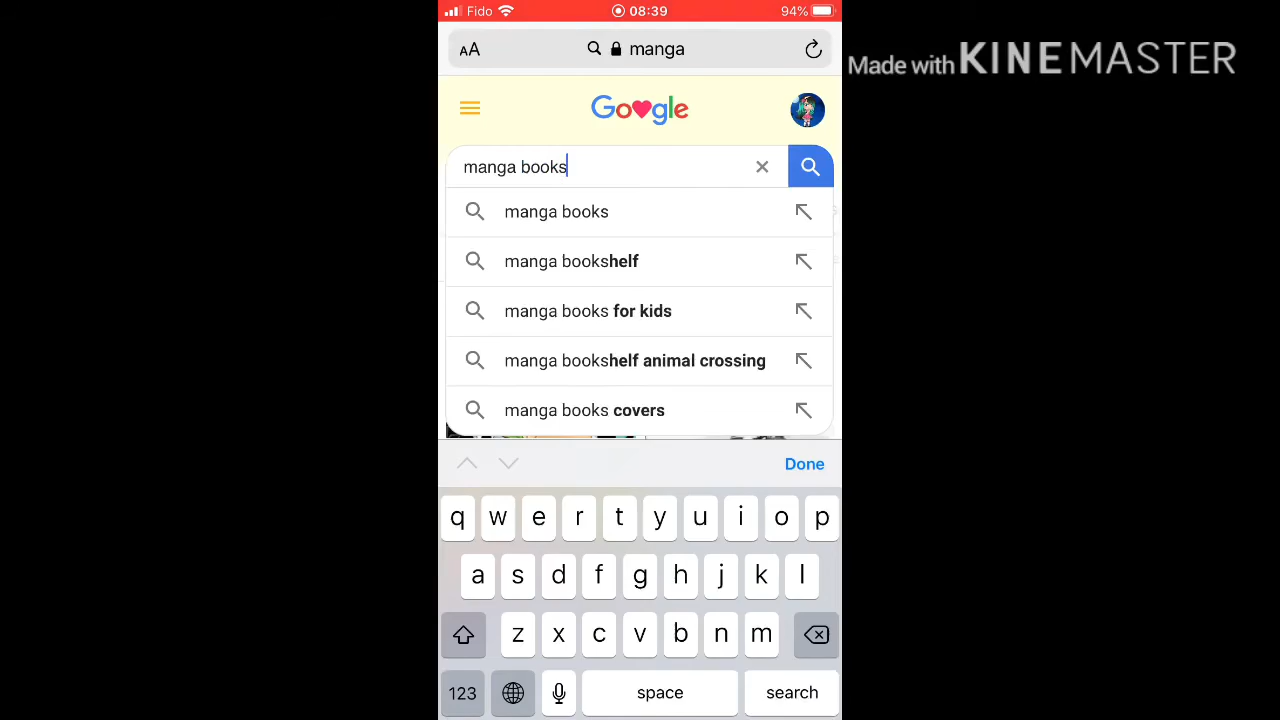 Fido 08:39 94%
AA manga
Made with KINEMASTER
Google
manga books
manga books
manga bookshelf
manga books for kids
manga bookshelf animal crossing
manga books covers
Done
q w e r t y u i o p
a s d f g h j k l
z x c v b n m
123 space search